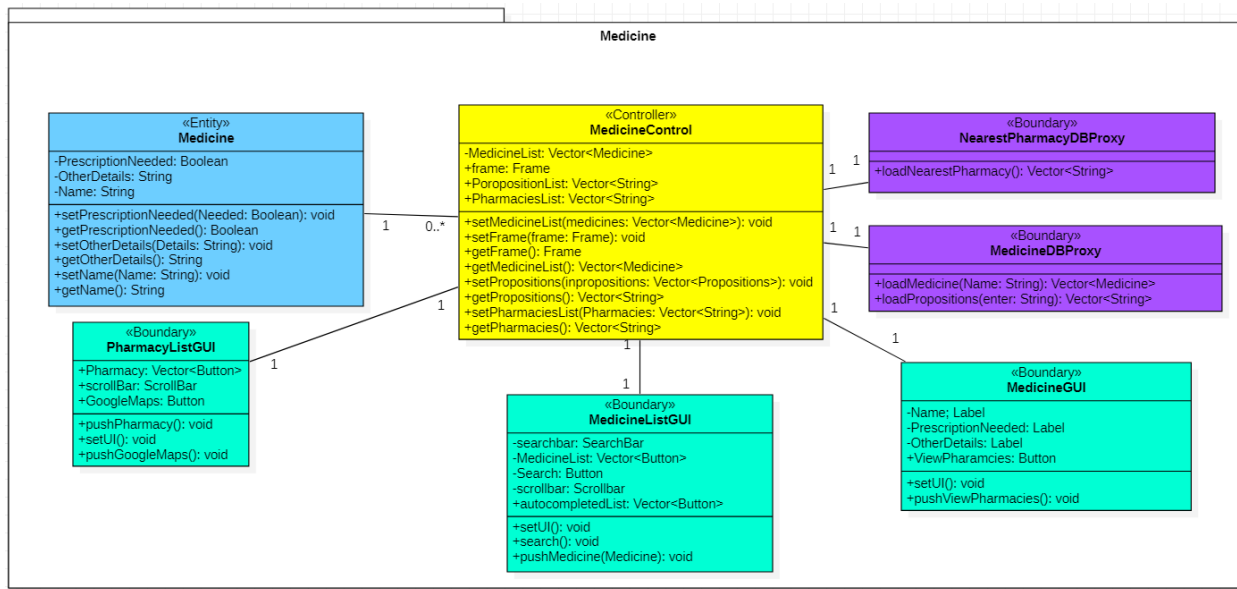 Medicine
«Entity»
Medicine
-PrescriptionNeeded: Boolean
-OtherDetails: String
-Name: String
+setPrescriptionNeeded(Needed: Boolean): void
+getPrescriptionNeeded(): Boolean
+setOtherDetails(Details: String): void
+getOtherDetails(): String
+setName(Name: String): void
+getName(): String
1
0..*
«Controller»
MedicineControl
-MedicineList: Vector<Medicine>
+frame: Frame
+PoropositionList: Vector<String>
+PharmaciesList: Vector<String>
+setMedicineList(medicines: Vector<Medicine>): void
+setFrame(frame: Frame): void
+getFrame(): Frame
+getMedicineList(): Vector<Medicine>
+setPropositions(inpropositions: Vector<Propositions>): void
+getPropositions(): Vector<String>
+setPharmaciesList(Pharmacies: Vector<String>): void
+getPharmacies(): Vector<String>
1
1
«Boundary»
NearestPharmacyDBProxy
+loadNearestPharmacy(): Vector<String>
1
1
«Boundary»
MedicineDBProxy
+loadMedicine(Name: String): Vector<Medicine>
+loadPropositions(enter: String): Vector<String>
1
1
«Boundary»
PharmacyListGUI
+Pharmacy: Vector<Button>
+scrollBar: ScrollBar
+GoogleMaps: Button
+pushPharmacy(): void
+setUI(): void
+pushGoogleMaps(): void
1
1
1
1
«Boundary»
MedicineListGUI
-searchbar: SearchBar
-MedicineList: Vector<Button>
-Search: Button
-scrollbar: Scrollbar
+autocompletedList: Vector<Button>
+setUI(): void
+search(): void
+pushMedicine(Medicine): void
«Boundary»
MedicineGUI
-Name; Label
-PrescriptionNeeded: Label
-OtherDetails: Label
+ViewPharamcies: Button
+setUI(): void
+pushViewPharmacies(): void